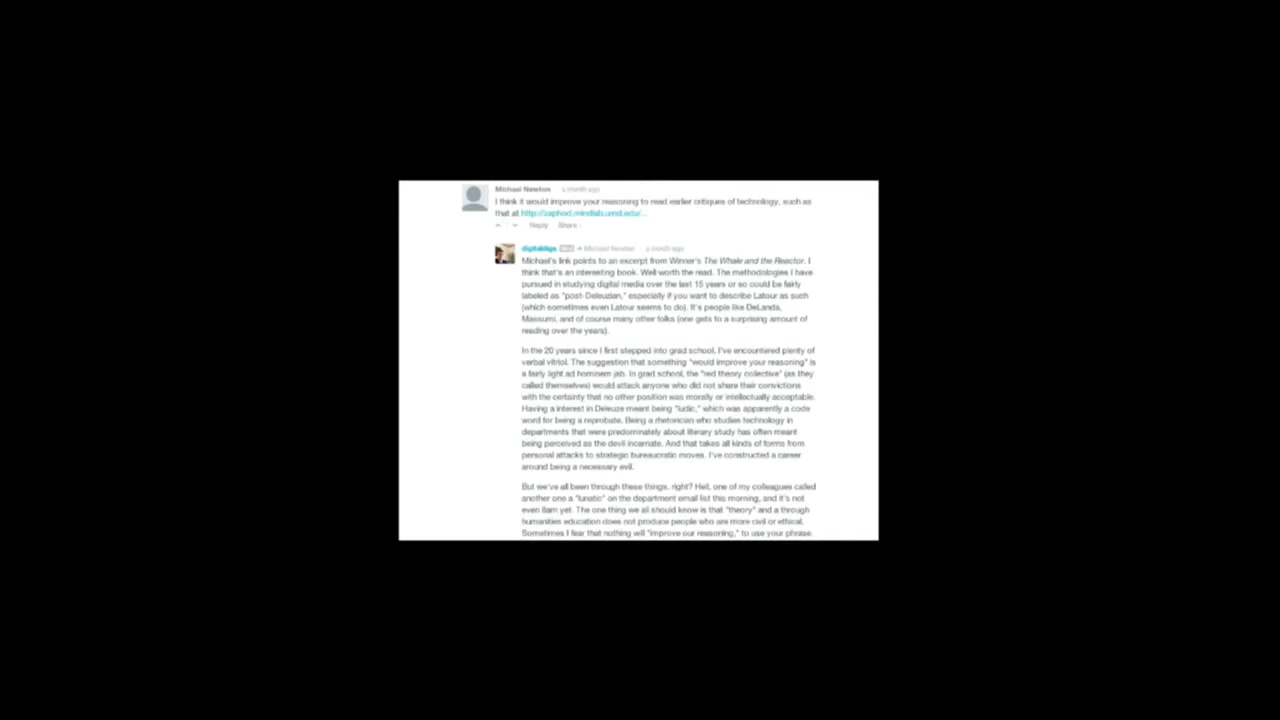 Michael Newton a month ago
I think it would improve your reasoning to read earlier critiques of technology, such as
that at http://zaphod.mindlab.umd.edu/...
Reply Share ›
digitaldigs Mod Michael Newton a month ago
Michael's link points to an excerpt from Winner's The Whale and the Reactor. I
think that's an interesting book. Well worth the read. The methodologies I have
pursued in studying digital media over the last 15 years or so could be fairly
labeled as "post-Deleuzian," especially if you want to describe Latour as such
(which sometimes even Latour seems to do). It's people like DeLanda,
Massumi, and of course many other folks (one gets to a surprising amount of
reading over the years).
In the 20 years since I first stepped into grad school, I've encountered plenty of
verbal vitriol. The suggestion that something "would improve your reasoning" is
a fairly light ad hominem jab. In grad school, the "red theory collective" (as they
called themselves) would attack anyone who did not share their convictions
with the certainty that no other position was morally or intellectually acceptable.
Having a interest in Deleuze meant being "ludic," which was apparently a code
word for being a reprobate. Being a rhetorician who studies technology in
departments that were predominately about literary study has often meant
being perceived as the devil incarnate. And that takes all kinds of forms from
personal attacks to strategic bureaucratic moves. I've constructed a career
around being a necessary evil.
But we've all been through these things, right? Hell, one of my colleagues called
another one a "lunatic" on the department email list this morning, and it's not
even 8am yet. The one thing we all should know is that "theory" and a through
humanities education does not produce people who are more civil or ethical.
Sometimes I fear that nothing will "improve our reasoning," to use your phrase.